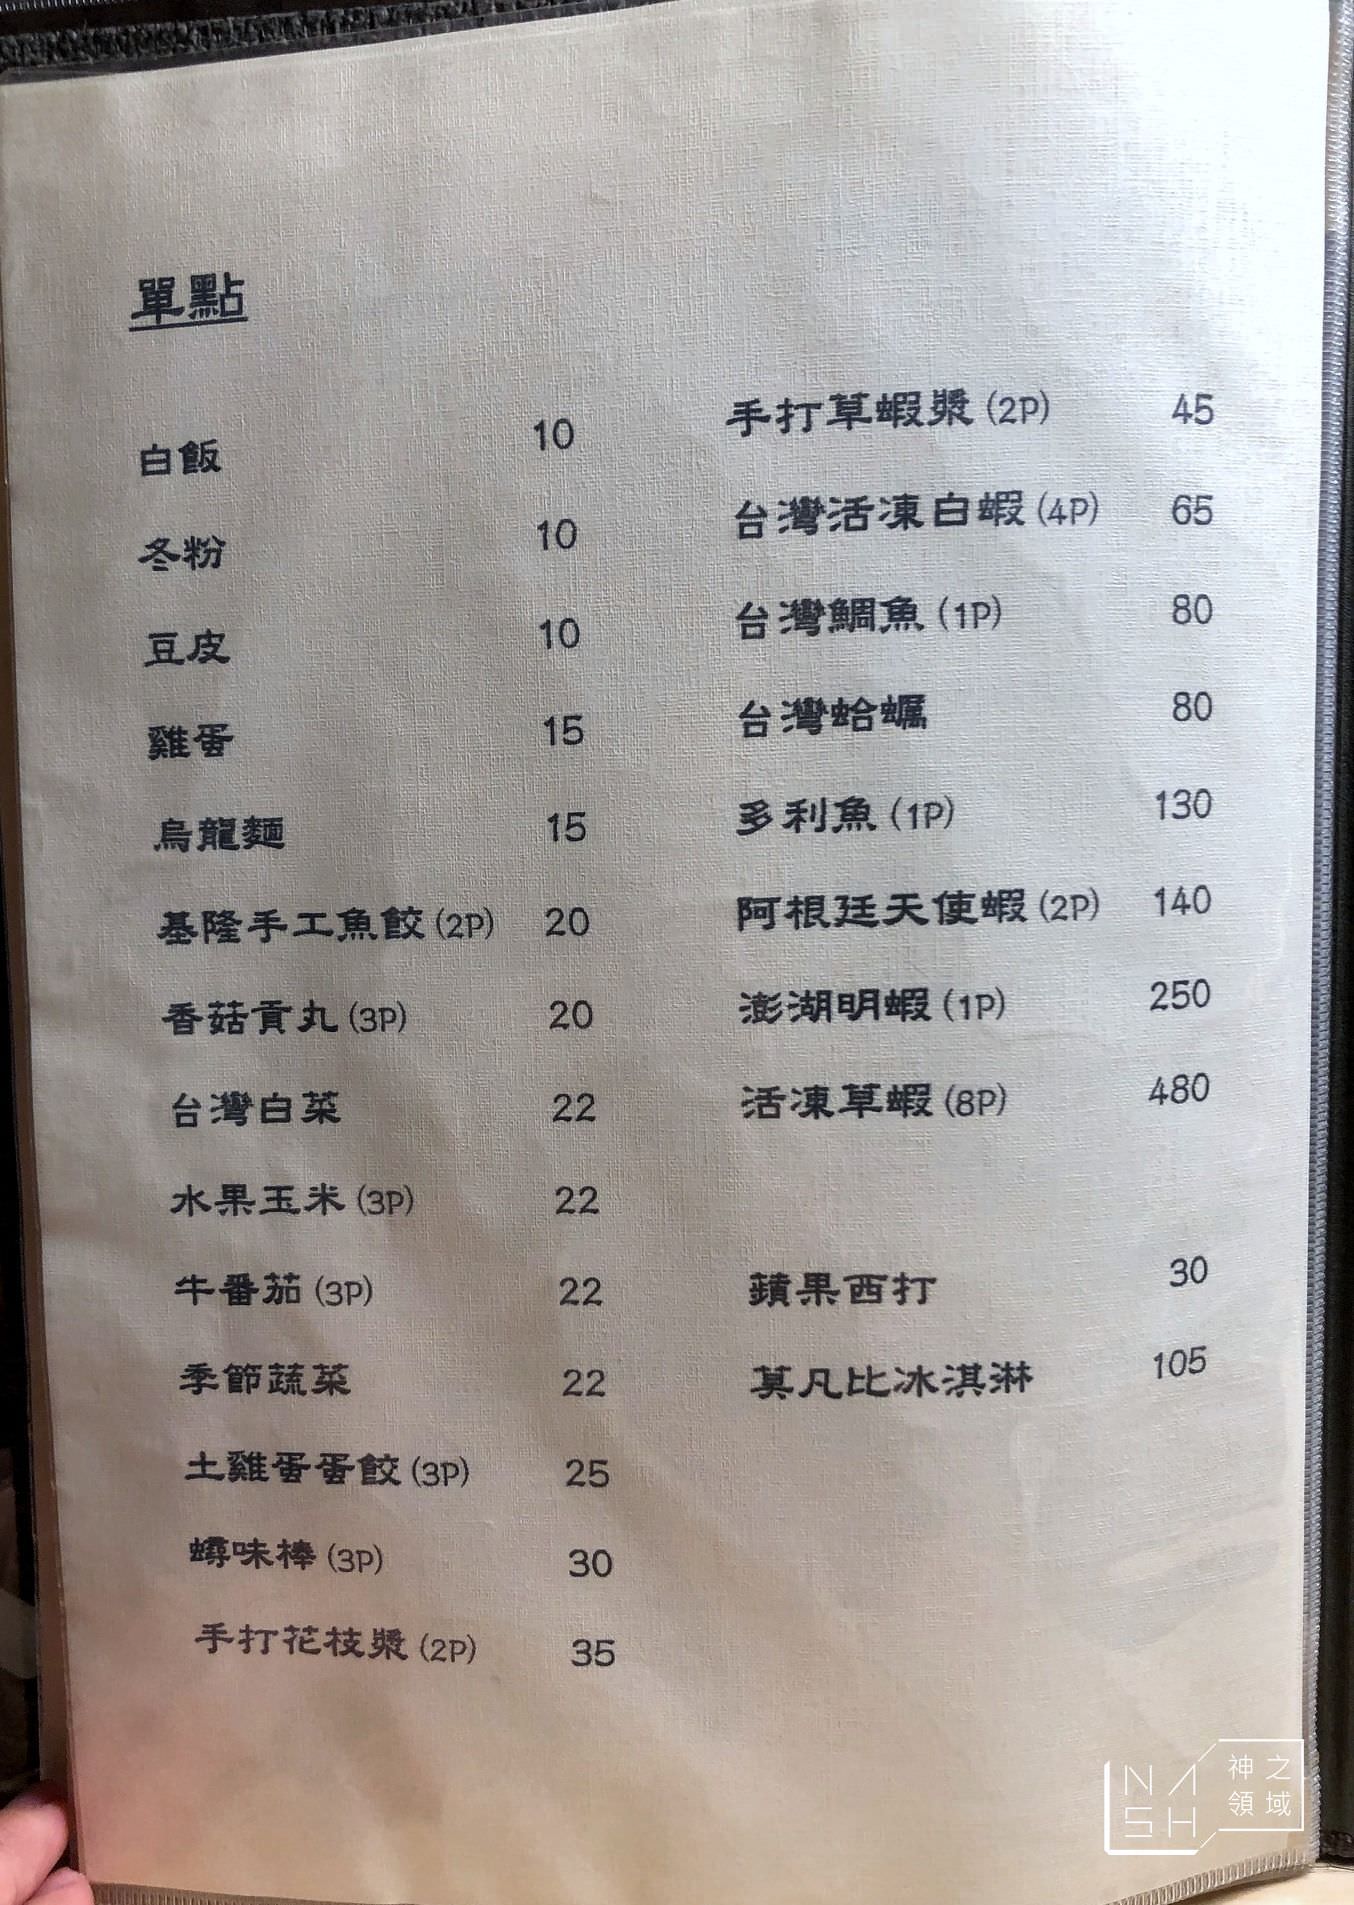 單點
白飯 10
冬粉 10
豆皮 10
雞蛋 15
烏龍麵 15
基隆手工魚餃(2P) 20
香菇貢丸(3P) 20
台灣白菜 22
水果玉米(3P) 22
牛番茄(3P) 22
季節蔬菜 22
土雞蛋蛋餃(3P) 25
蟳味棒(3P) 30
手打花枝漿(2P) 35
手打草蝦漿(2P) 45
台灣活凍白蝦(4P) 65
台灣鯛魚(1P) 80
台灣蛤蠣 80
多利魚(1P) 130
阿根廷天使蝦(2P) 140
澎湖明蝦(1P) 250
活凍草蝦(8P) 480
蘋果西打 30
莫凡比冰淇淋 105
NASH 神之領域